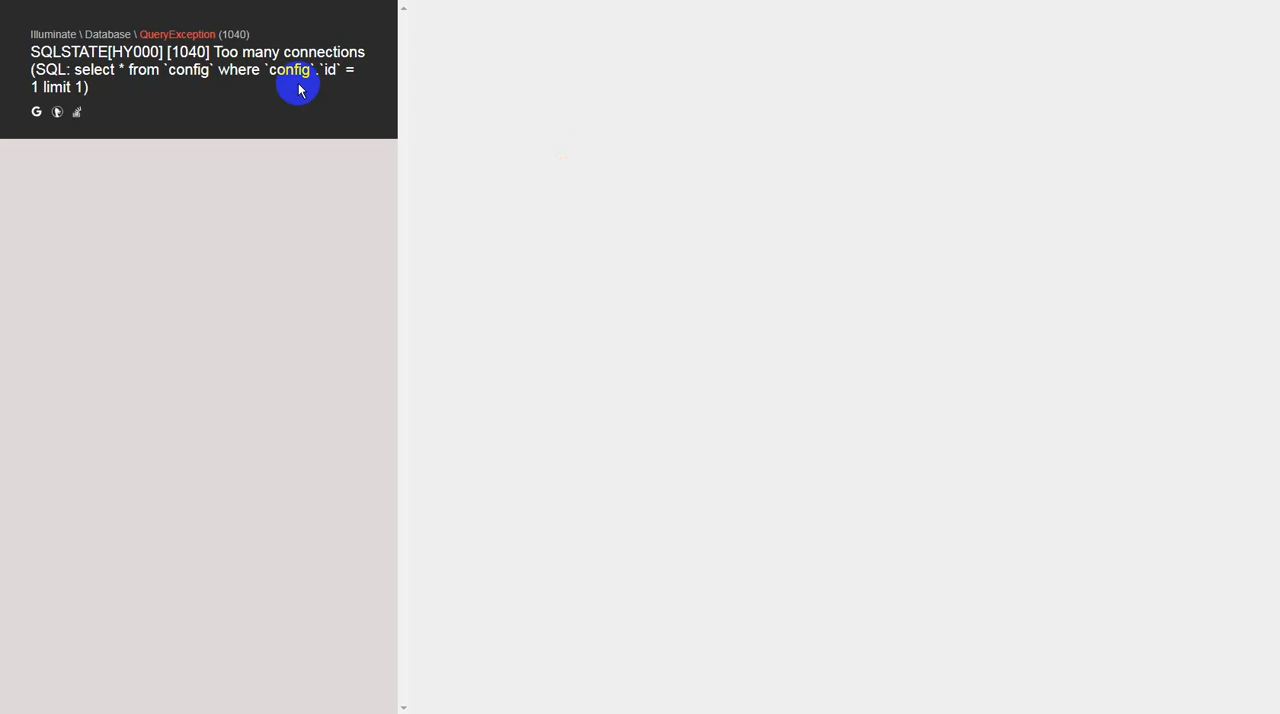 Illuminate \ Database \ QueryException (1040)
SQLSTATE[HY000] [1040] Too many connections
(SQL: select * from `config` where `config`.`id` =
1 limit 1)